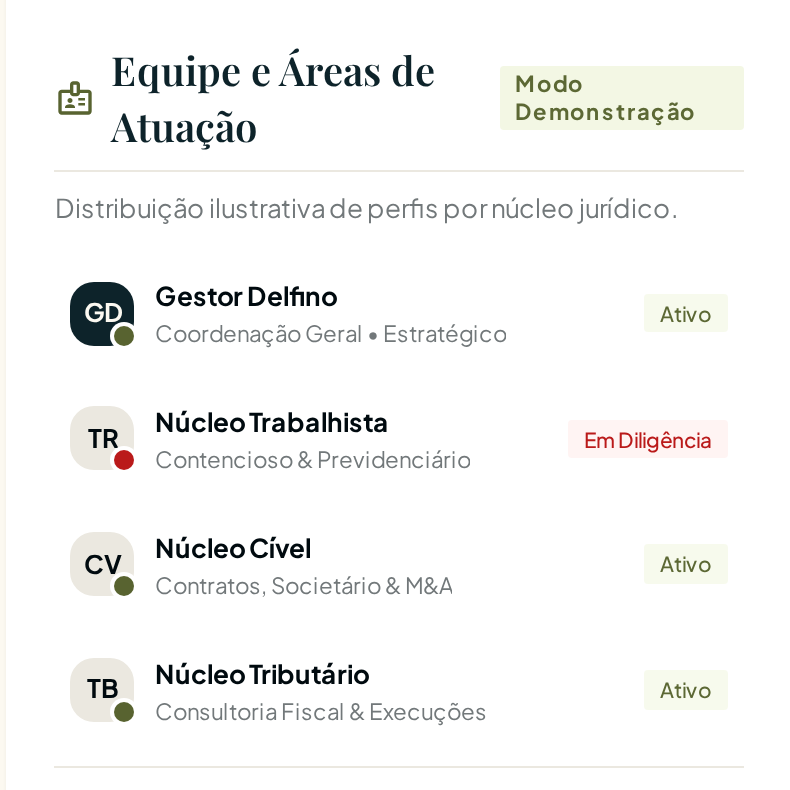 Equipe e Áreas de
Atuação
Modo
Demonstração
Distribuição ilustrativa de perfis por núcleo jurídico.
GD
Gestor Delfino
Coordenação Geral • Estratégico
Ativo
TR
Núcleo Trabalhista
Contencioso & Previdenciário
Em Diligência
CV
Núcleo Cível
Contratos, Societário & M&A
Ativo
TB
Núcleo Tributário
Consultoria Fiscal & Execuções
Ativo